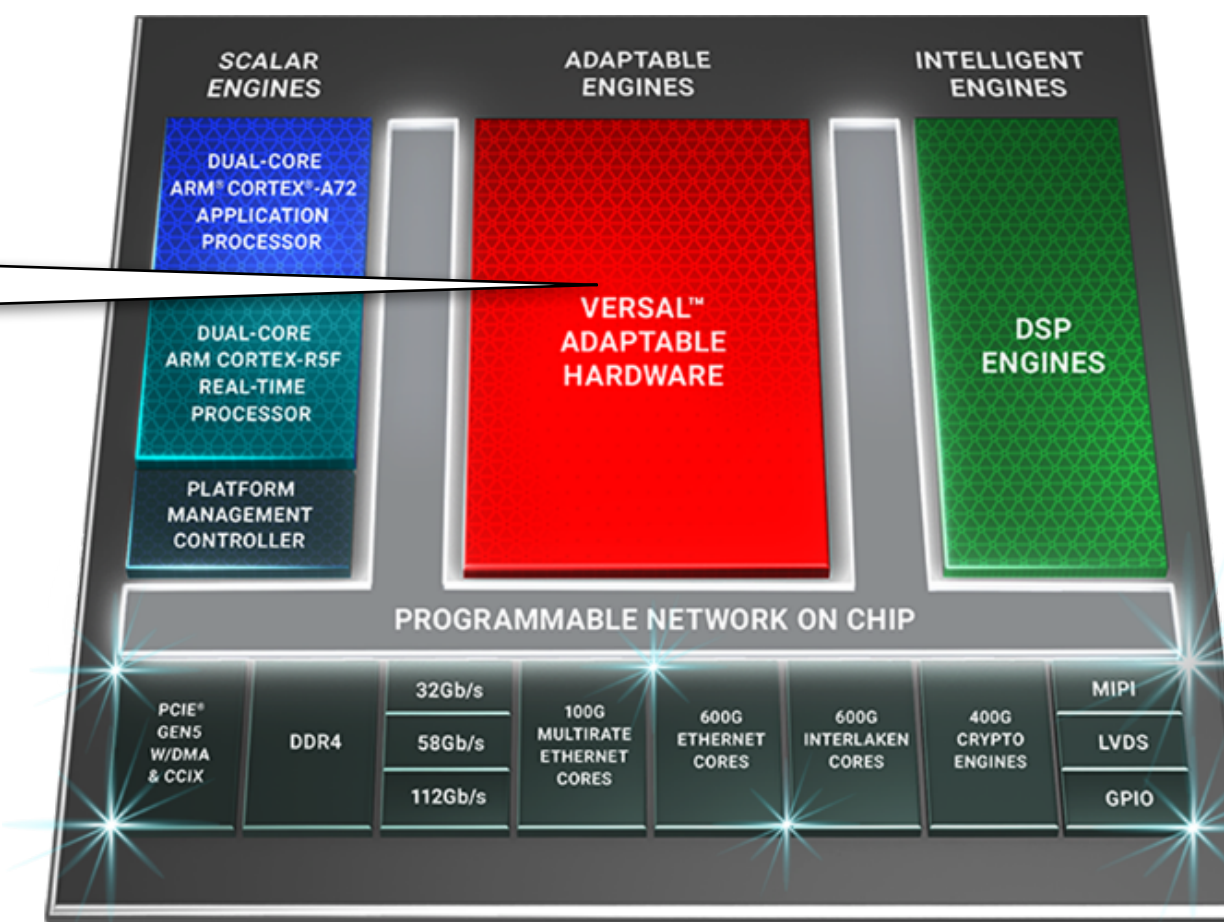 SCALAR
ENGINES
ADAPTABLE
ENGINES
INTELLIGENT
ENGINES
DUAL-CORE
ARM® CORTEX®-A72
APPLICATION
PROCESSOR
DUAL-CORE
ARM CORTEX-R5F
REAL-TIME
PROCESSOR
PLATFORM
MANAGEMENT
CONTROLLER
VERSAL™
ADAPTABLE
HARDWARE
DSP
ENGINES
PROGRAMMABLE NETWORK ON CHIP
PCIE®
GEN5
W/DMA
& CCIX
DDR4
32Gb/s
58Gb/s
112Gb/s
100G
MULTIRATE
ETHERNET
CORES
600G
ETHERNET
CORES
600G
INTERLAKEN
CORES
400G
CRYPTO
ENGINES
MIPI
LVDS
GPIO